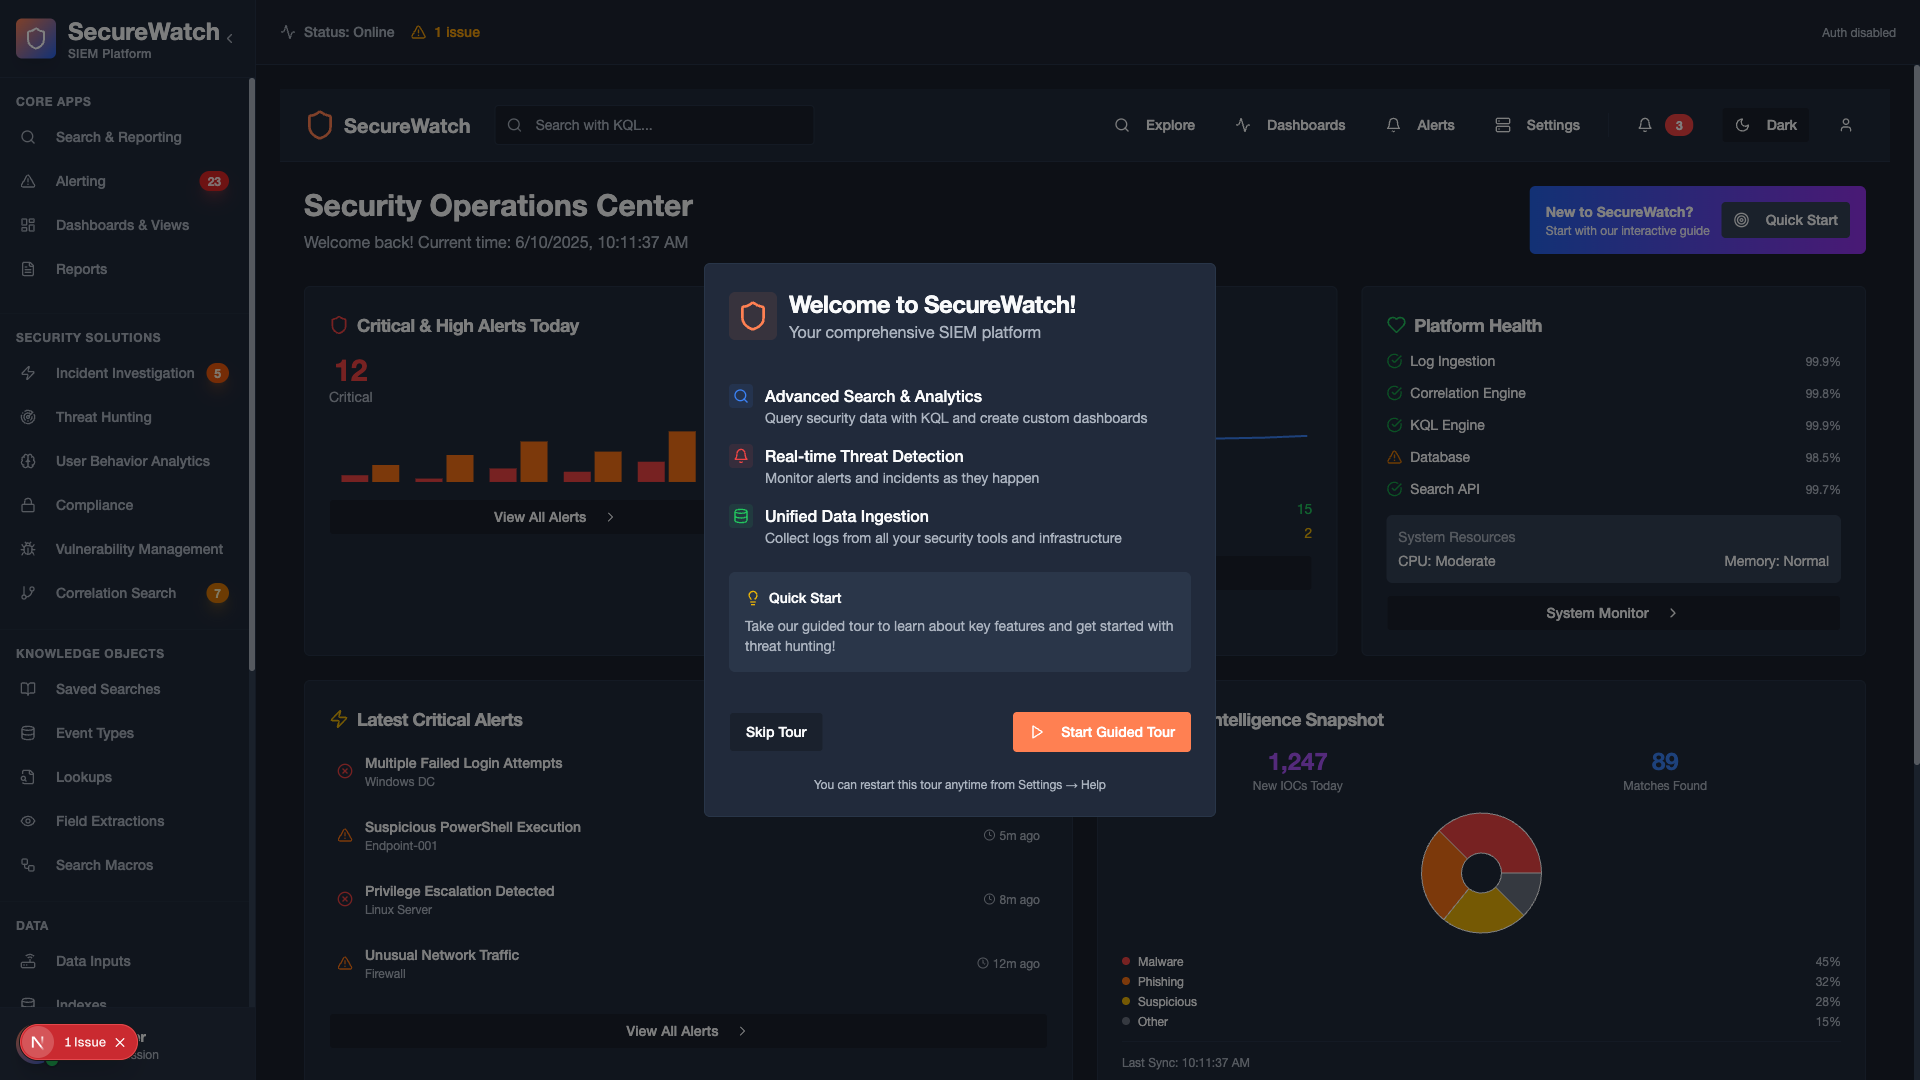 SecureWatch
SIEM Platform
Status: Online
1 issue
Auth disabled
CORE APPS
Search & Reporting
Alerting
23
Dashboards & Views
Reports
SECURITY SOLUTIONS
Incident Investigation
5
Threat Hunting
User Behavior Analytics
Compliance
Vulnerability Management
Correlation Search
7
KNOWLEDGE OBJECTS
Saved Searches
Event Types
Lookups
Field Extractions
Search Macros
DATA
Data Inputs
Indexes
N
1 Issue
SecureWatch
Search with KQL...
Explore
Dashboards
Alerts
Settings
3
Dark
Security Operations Center
Welcome back! Current time: 6/10/2025, 10:11:37 AM
New to SecureWatch?
Start with our interactive guide
Quick Start
Critical & High Alerts Today
12
Critical
View All Alerts
15
2
Platform Health
Log Ingestion
99.9%
Correlation Engine
99.8%
KQL Engine
99.9%
Database
98.5%
Search API
99.7%
System Resources
CPU: Moderate
Memory: Normal
System Monitor
Welcome to SecureWatch!
Your comprehensive SIEM platform
Advanced Search & Analytics
Query security data with KQL and create custom dashboards
Real-time Threat Detection
Monitor alerts and incidents as they happen
Unified Data Ingestion
Collect logs from all your security tools and infrastructure
Quick Start
Take our guided tour to learn about key features and get started with
threat hunting!
Skip Tour
Start Guided Tour
You can restart this tour anytime from Settings → Help
Latest Critical Alerts
Multiple Failed Login Attempts
Windows DC
Suspicious PowerShell Execution
Endpoint-001
5m ago
Privilege Escalation Detected
Linux Server
8m ago
Unusual Network Traffic
Firewall
12m ago
View All Alerts
ntelligence Snapshot
1,247
New IOCs Today
89
Matches Found
Malware
45%
Phishing
32%
Suspicious
28%
Other
15%
Last Sync: 10:11:37 AM